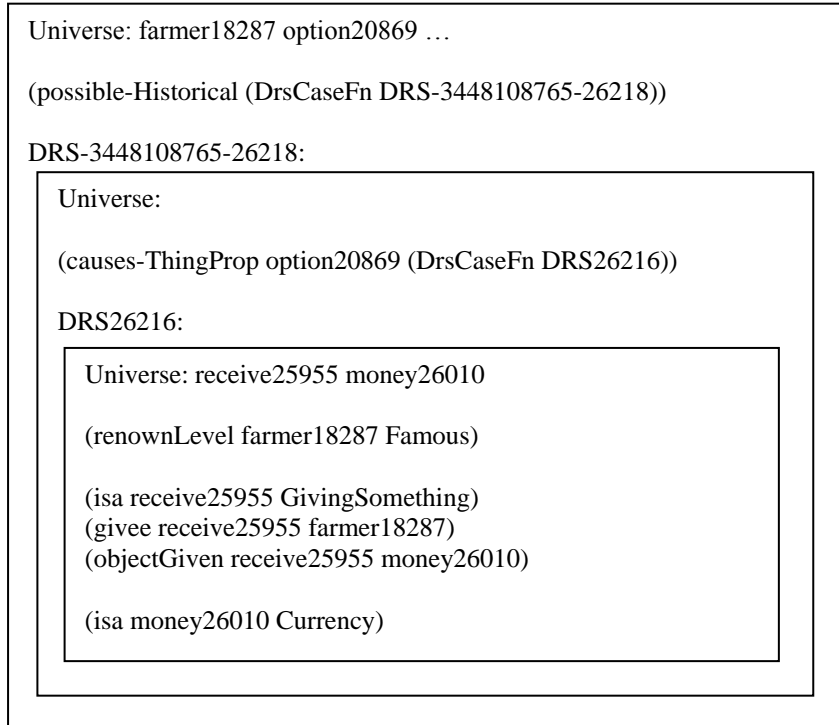 Universe: farmer18287 option20869 …
(possible-Historical (DrsCaseFn DRS-3448108765-26218))
DRS-3448108765-26218:
Universe:
(causes-ThingProp option20869 (DrsCaseFn DRS26216))
DRS26216:
Universe: receive25955 money26010
(renownLevel farmer18287 Famous)
(isa receive25955 GivingSomething)
(givee receive25955 farmer18287)
(objectGiven receive25955 money26010)
(isa money26010 Currency)